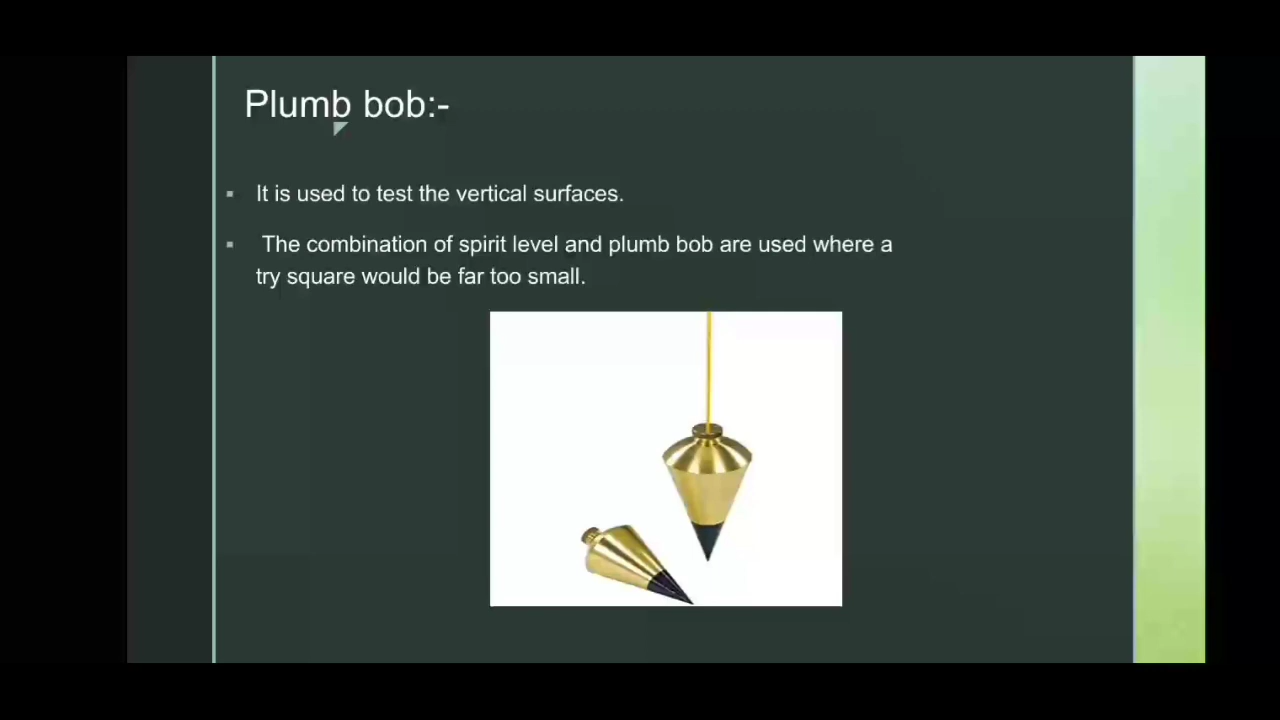 Plumb bob:-
▪ It is used to test the vertical surfaces.
▪ The combination of spirit level and plumb bob are used where a
try square would be far too small.